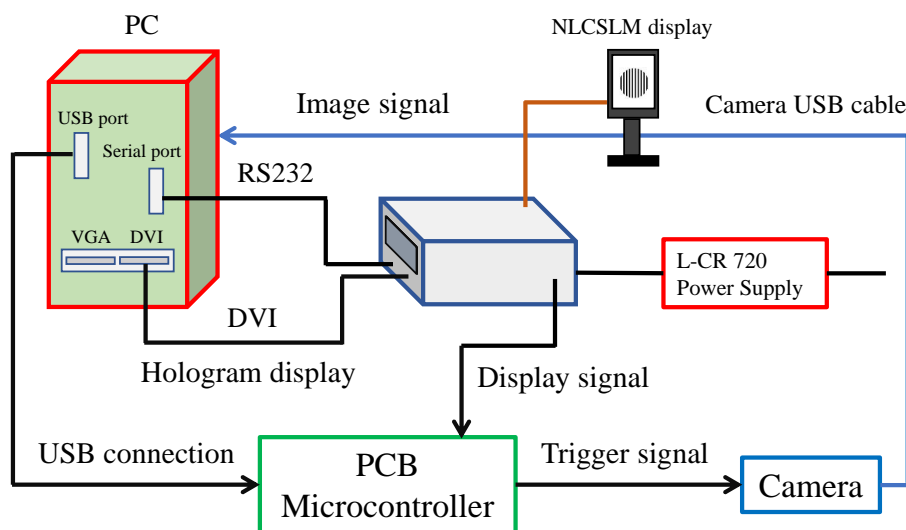 PC
NLCSLM display
USB port
Image signal
Camera USB cable
Serial port
RS232
VGA
DVI
L-CR 720
Power Supply
DVI
Hologram display
Display signal
USB connection
PCB
Microcontroller
Trigger signal
Camera